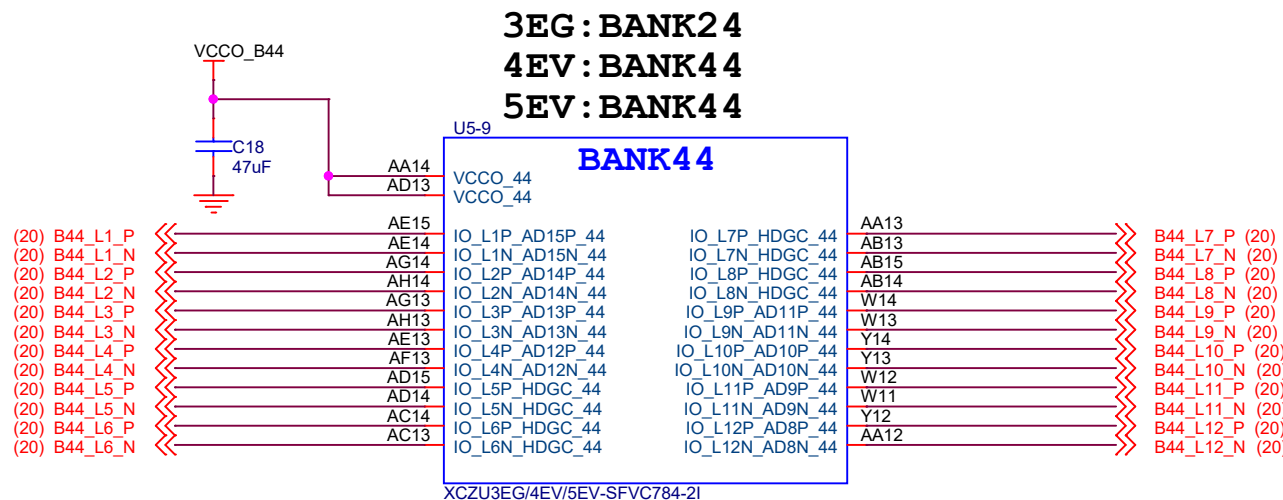 3EG:BANK24
4EV:BANK44
5EV:BANK44
VCCO_B44
C18
47uF
U5-9
BANK44
AA14 VCCO_44
AD13 VCCO_44
(20) B44_L1_P AE15 IO_L1P_AD15P_44 IO_L7P_HDGC_44 AA13 B44_L7_P (20)
(20) B44_L1_N AE14 IO_L1N_AD15N_44 IO_L7N_HDGC_44 AB13 B44_L7_N (20)
(20) B44_L2_P AG14 IO_L2P_AD14P_44 IO_L8P_HDGC_44 AB15 B44_L8_P (20)
(20) B44_L2_N AH14 IO_L2N_AD14N_44 IO_L8N_HDGC_44 AB14 B44_L8_N (20)
(20) B44_L3_P AG13 IO_L3P_AD13P_44 IO_L9P_AD11P_44 W14 B44_L9_P (20)
(20) B44_L3_N AH13 IO_L3N_AD13N_44 IO_L9N_AD11N_44 W13 B44_L9_N (20)
(20) B44_L4_P AE13 IO_L4P_AD12P_44 IO_L10P_AD10P_44 Y14 B44_L10_P (20)
(20) B44_L4_N AF13 IO_L4N_AD12N_44 IO_L10N_AD10N_44 Y13 B44_L10_N (20
(20) B44_L5_P AD15 IO_L5P_HDGC_44 IO_L11P_AD9P_44 W12 B44_L11_P (20)
(20) B44_L5_N AD14 IO_L5N_HDGC_44 IO_L11N_AD9N_44 W11 B44_L11_N (20
(20) B44_L6_P AC14 IO_L6P_HDGC_44 IO_L12P_AD8P_44 Y12 B44_L12_P (20)
(20) B44_L6_N AC13 IO_L6N_HDGC_44 IO_L12N_AD8N_44 AA12 B44_L12_N (20
XCZU3EG/4EV/5EV-SFVC784-2I